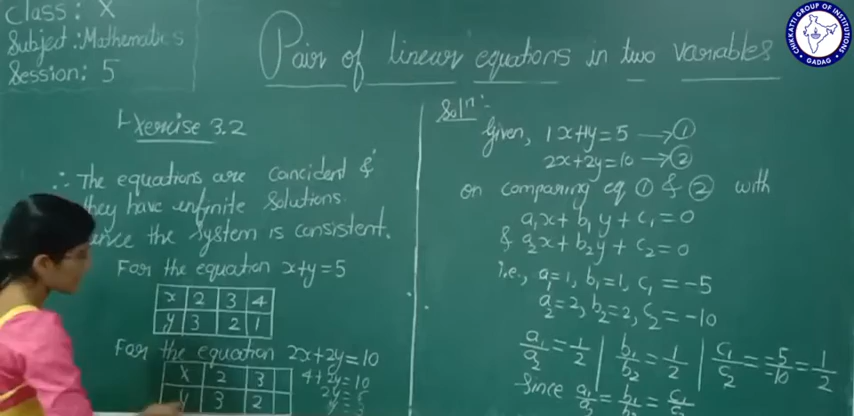 Class: X
Subject: Mathematics
Session: 5
Pair of linear equations in two variables
CHIKKATTI GROUP OF INSTITUTIONS
GADAG
Exercise 3.2
∴ The equations are coincident &
they have infinite solutions.
the system is consistent.
For the equation x+y=5
x 2 3 4
y 3 2 1
For the equation 2x+2y=10
x 2 3
y 3 2
4+2y=10
Solⁿ:
Given, 1x+1y=5 → ①
2x+2y=10 → ②
on comparing eq ① & ② with
a₁x+b₁y+c₁=0
& a₂x+b₂y+c₂=0
i.e., a₁=1, b₁=1, c₁=-5
a₂=2, b₂=2, c₂=-10
a₁/a₂ = 1/2 | b₁/b₂ = 1/2 | c₁/c₂ = -5/-10 = 1/2
Since a₁/a₂ = b₁/b₂ = c₁/c₂